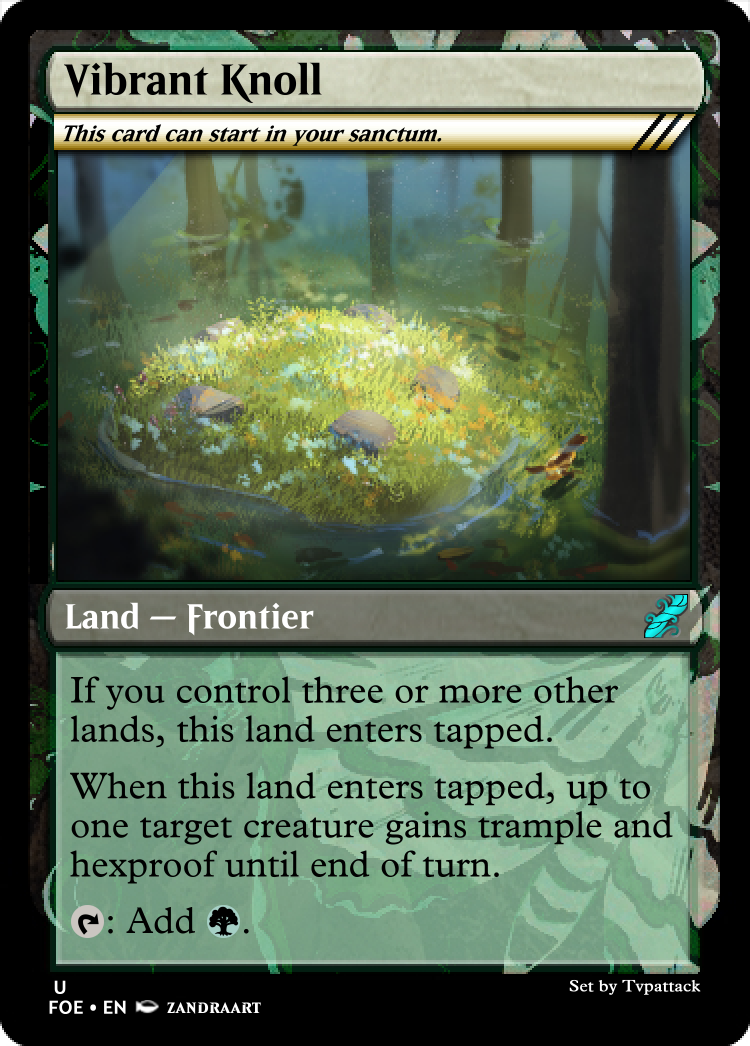 Vibrant Knoll
This card can start in your sanctum.
Land — Frontier
If you control three or more other
lands, this land enters tapped.
When this land enters tapped, up to
one target creature gains trample and
hexproof until end of turn.
: Add .
U
Set by Tvpattack
FOE • EN ZANDRAART